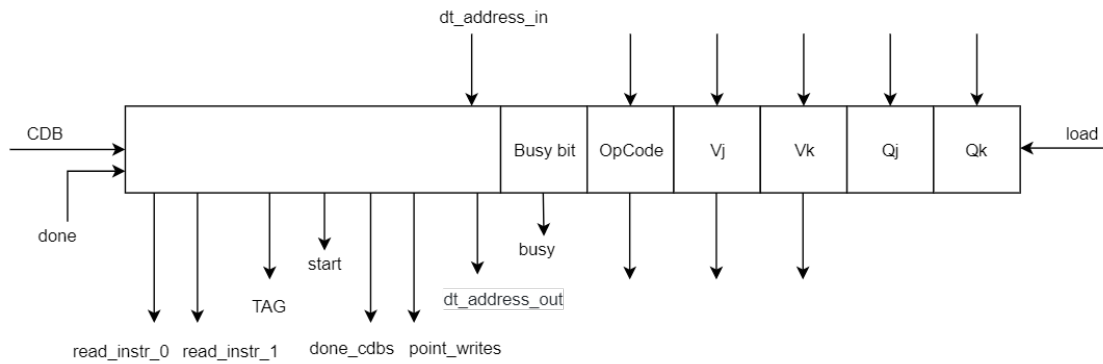 dt_address_in
CDB
Busy bit
OpCode
Vj
Vk
Qj
Qk
load
done
start
busy
TAG
dt_address_out
read_instr_0
read_instr_1
done_cdbs
point_writes